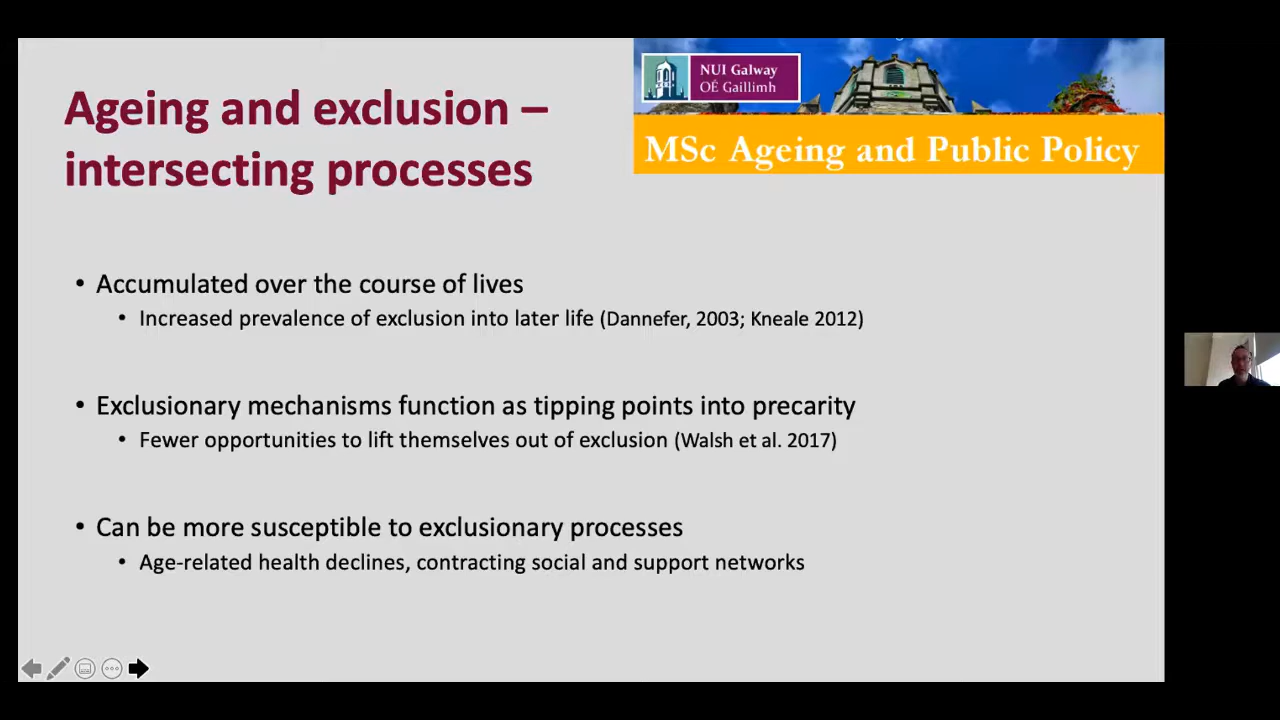 Ageing and exclusion –
intersecting processes
NUI Galway
OÉ Gaillimh
MSc Ageing and Public Policy
• Accumulated over the course of lives
• Increased prevalence of exclusion into later life (Dannefer, 2003; Kneale 2012)
• Exclusionary mechanisms function as tipping points into precarity
• Fewer opportunities to lift themselves out of exclusion (Walsh et al. 2017)
• Can be more susceptible to exclusionary processes
• Age-related health declines, contracting social and support networks